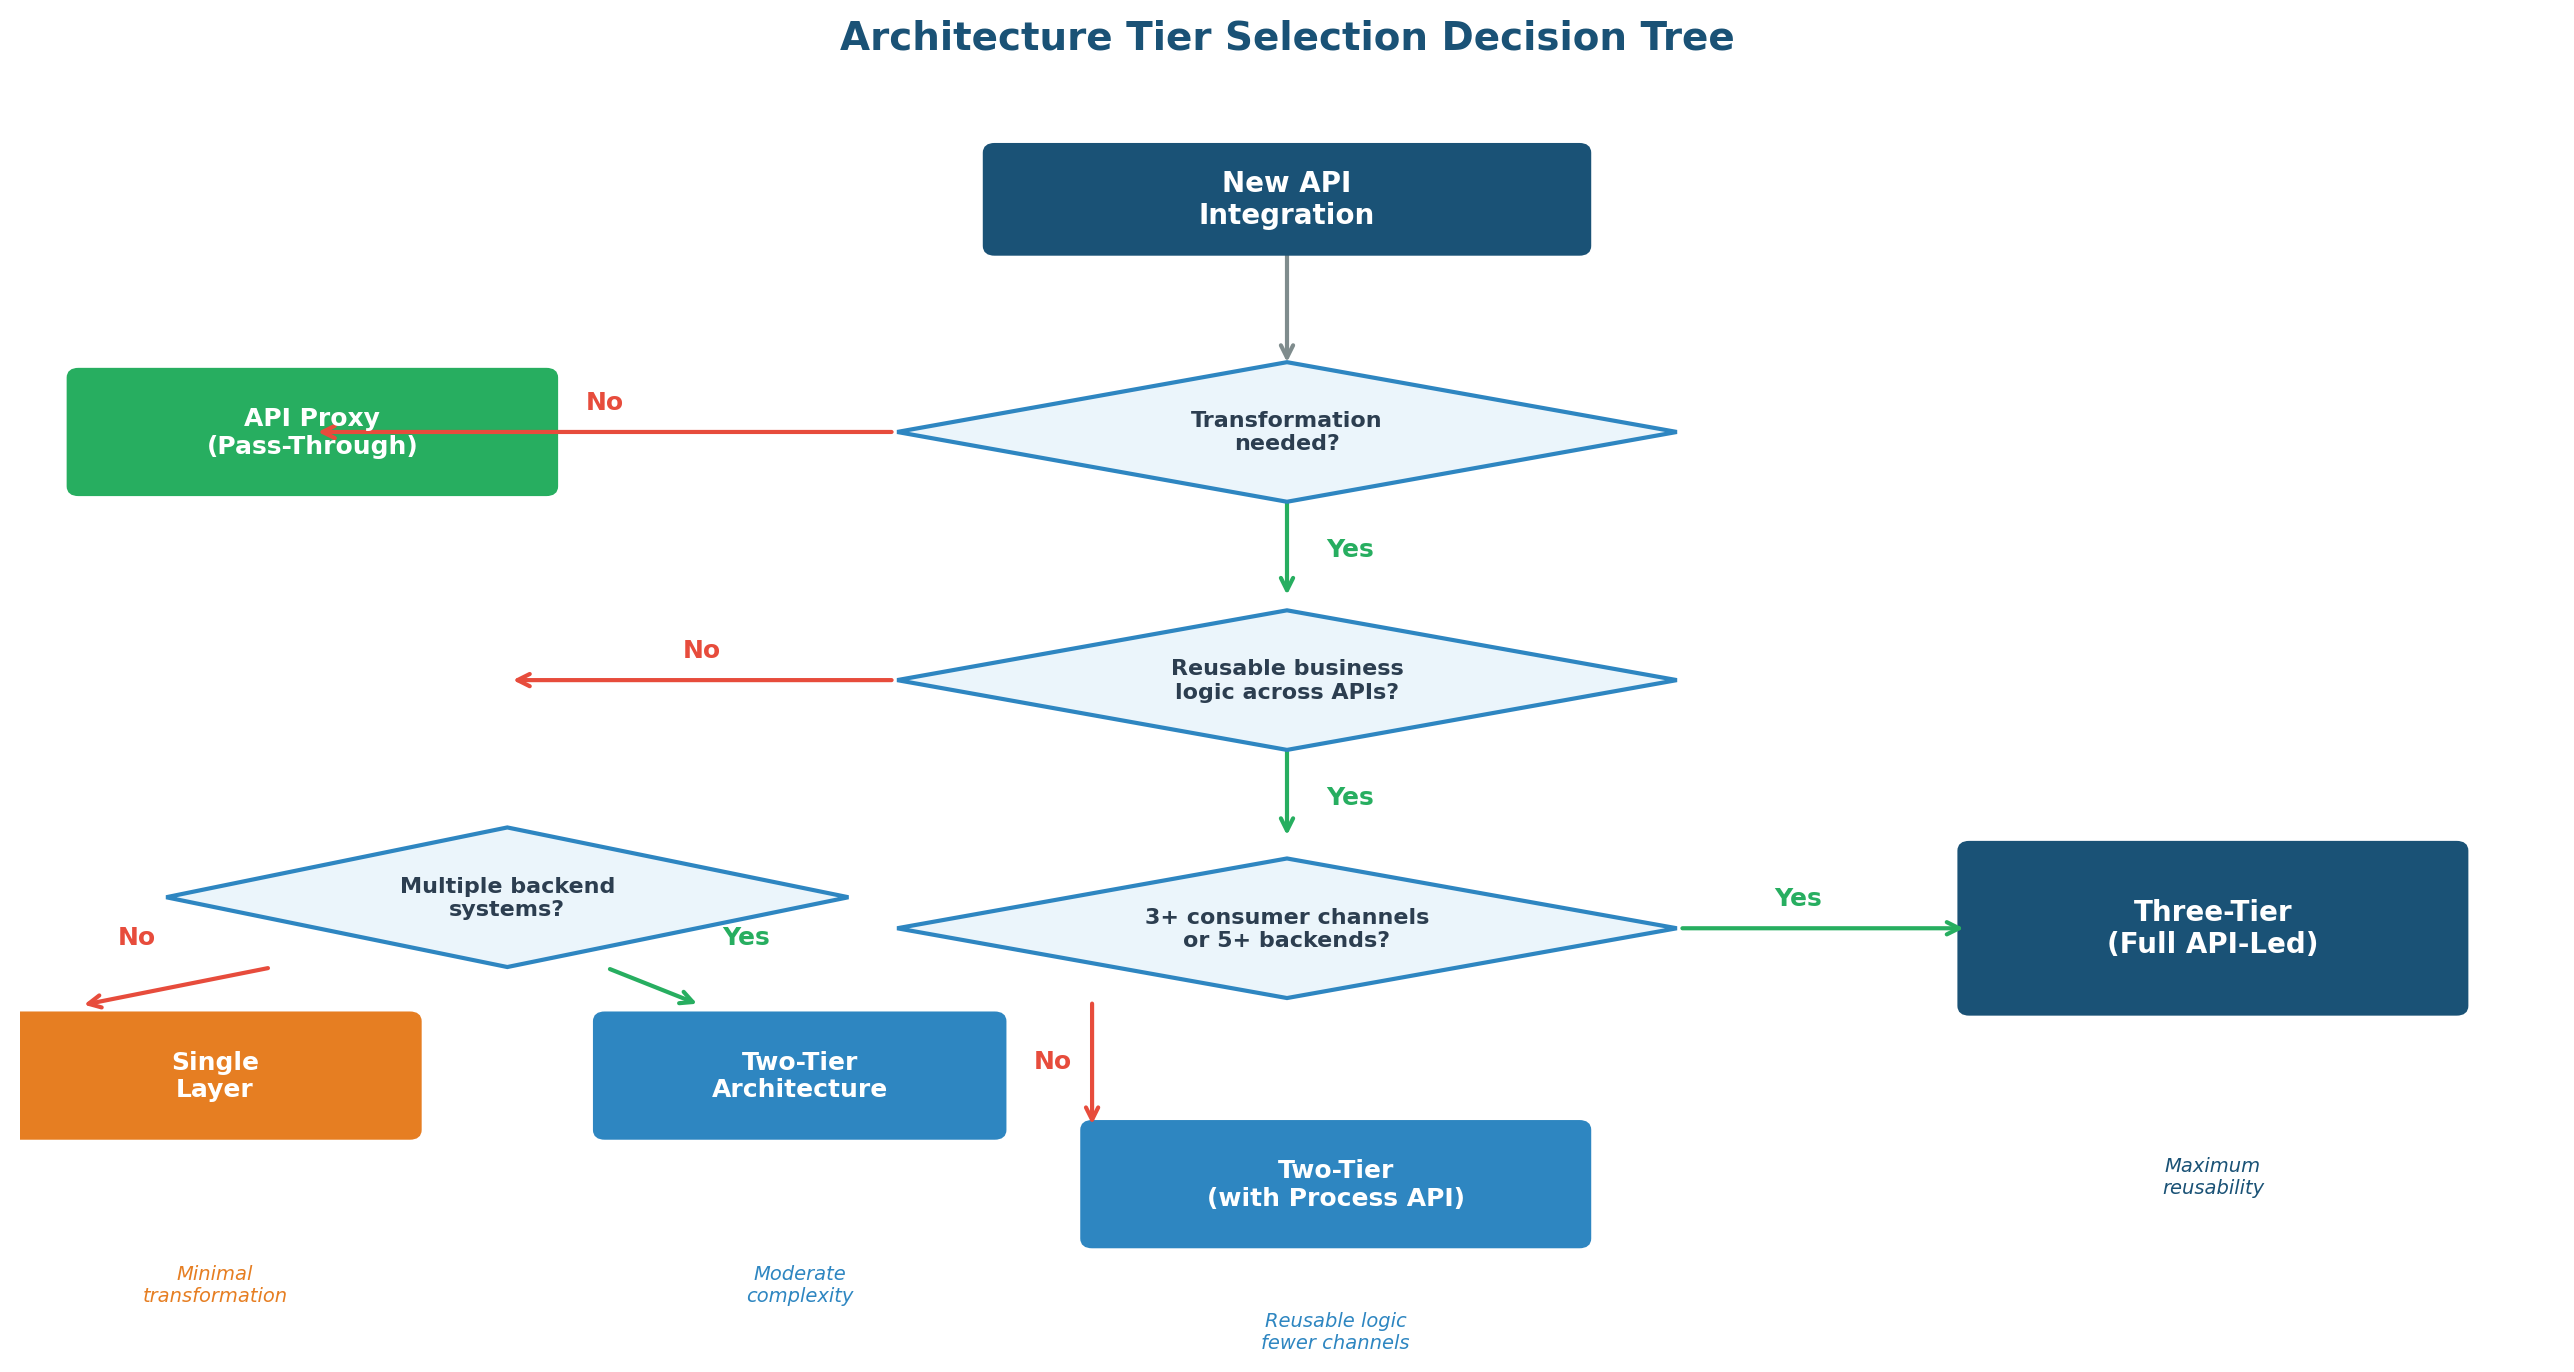 Architecture Tier Selection Decision Tree
New API
Integration
API Proxy
(Pass-Through)
No
Transformation
needed?
Yes
No
Reusable business
logic across APIs?
Yes
Multiple backend
systems?
No
Yes
3+ consumer channels
or 5+ backends?
Yes
Three-Tier
(Full API-Led)
Single
Layer
Two-Tier
Architecture
No
Two-Tier
(with Process API)
Maximum
reusability
Minimal
transformation
Moderate
complexity
Reusable logic
fewer channels